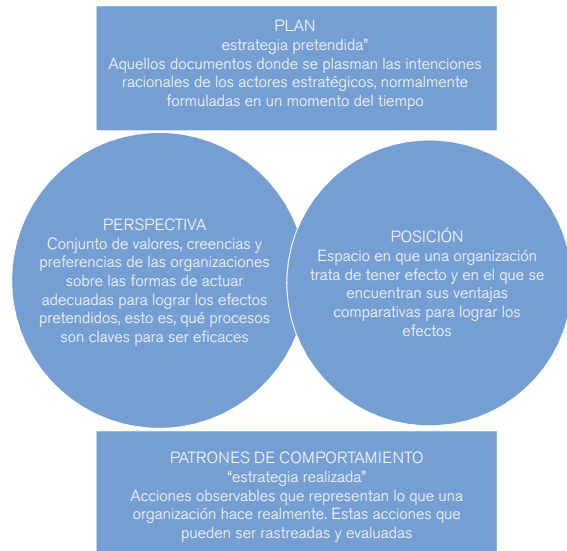 PLAN
estrategia pretendida”
Aquellos documentos donde se plasman las intenciones
racionales de los actores estratégicos, normalmente
formuladas en un momento del tiempo
PERSPECTIVA
Conjunto de valores, creencias y
preferencias de las organizaciones
sobre las formas de actuar
adecuadas para lograr los efectos
pretendidos, esto es, qué procesos
son claves para ser eficaces
POSICIÓN
Espacio en que una organización
trata de tener efecto y en el que se
encuentran sus ventajas
comparativas para lograr los
efectos
PATRONES DE COMPORTAMIENTO
“estrategia realizada”
Acciones observables que representan lo que una
organización hace realmente. Estas acciones que
pueden ser rastreadas y evaluadas